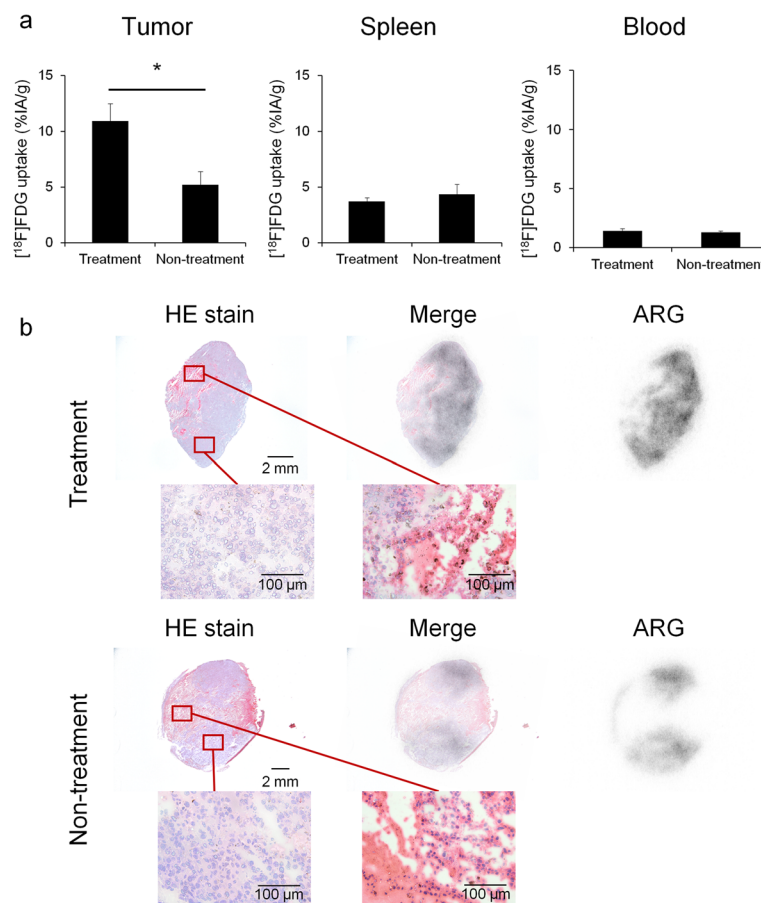 a
Tumor
Spleen
Blood
[¹⁸F]FDG uptake (%IA/g)
15
10
5
0
*
Treatment
Non-treatment
[¹⁸F]FDG uptake (%IA/g)
15
10
5
0
Treatment
Non-treatment
[¹⁸F]FDG uptake (%IA/g)
15
10
5
0
Treatment
Non-treatment
b
HE stain
Merge
ARG
Treatment
2 mm
100 µm
100 µm
HE stain
Merge
ARG
Non-treatment
2 mm
100 µm
100 µm